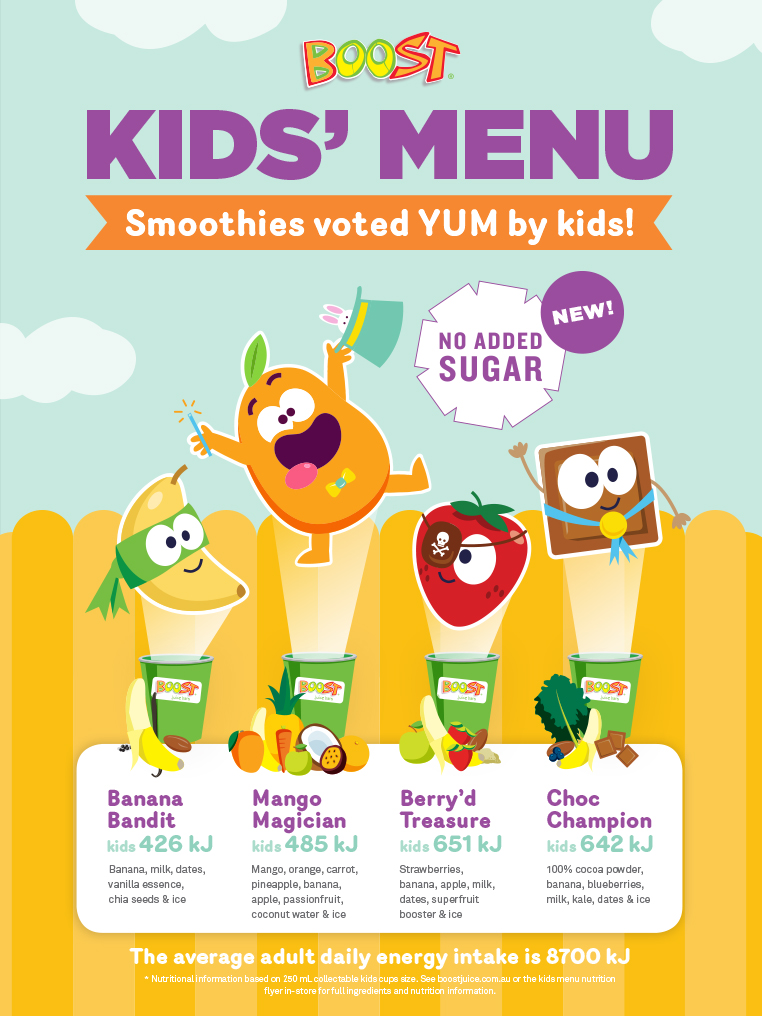 BOOST
KIDS' MENU
Smoothies voted YUM by kids!
NEW!
NO ADDED
SUGAR
BOOST
BOOST
BOOST
BOOST
Banana
Bandit
kids 426 kJ
Banana, milk, dates,
vanilla essence,
chia seeds & ice
Mango
Magician
kids 485 kJ
Mango, orange, carrot,
pineapple, banana,
apple, passionfruit,
coconut water & ice
Berry'd
Treasure
kids 651 kJ
Strawberries,
banana, apple, milk,
dates, superfruit
booster & ice
Choc
Champion
kids 642 kJ
100% cocoa powder,
banana, blueberries,
milk, kale, dates & ice
The average adult daily energy intake is 8700 kJ
* Nutritional information based on 250 mL collectable kids cups size. See boostjuice.com.au or the kids menu nutrition
flyer in-store for full ingredients and nutrition information.